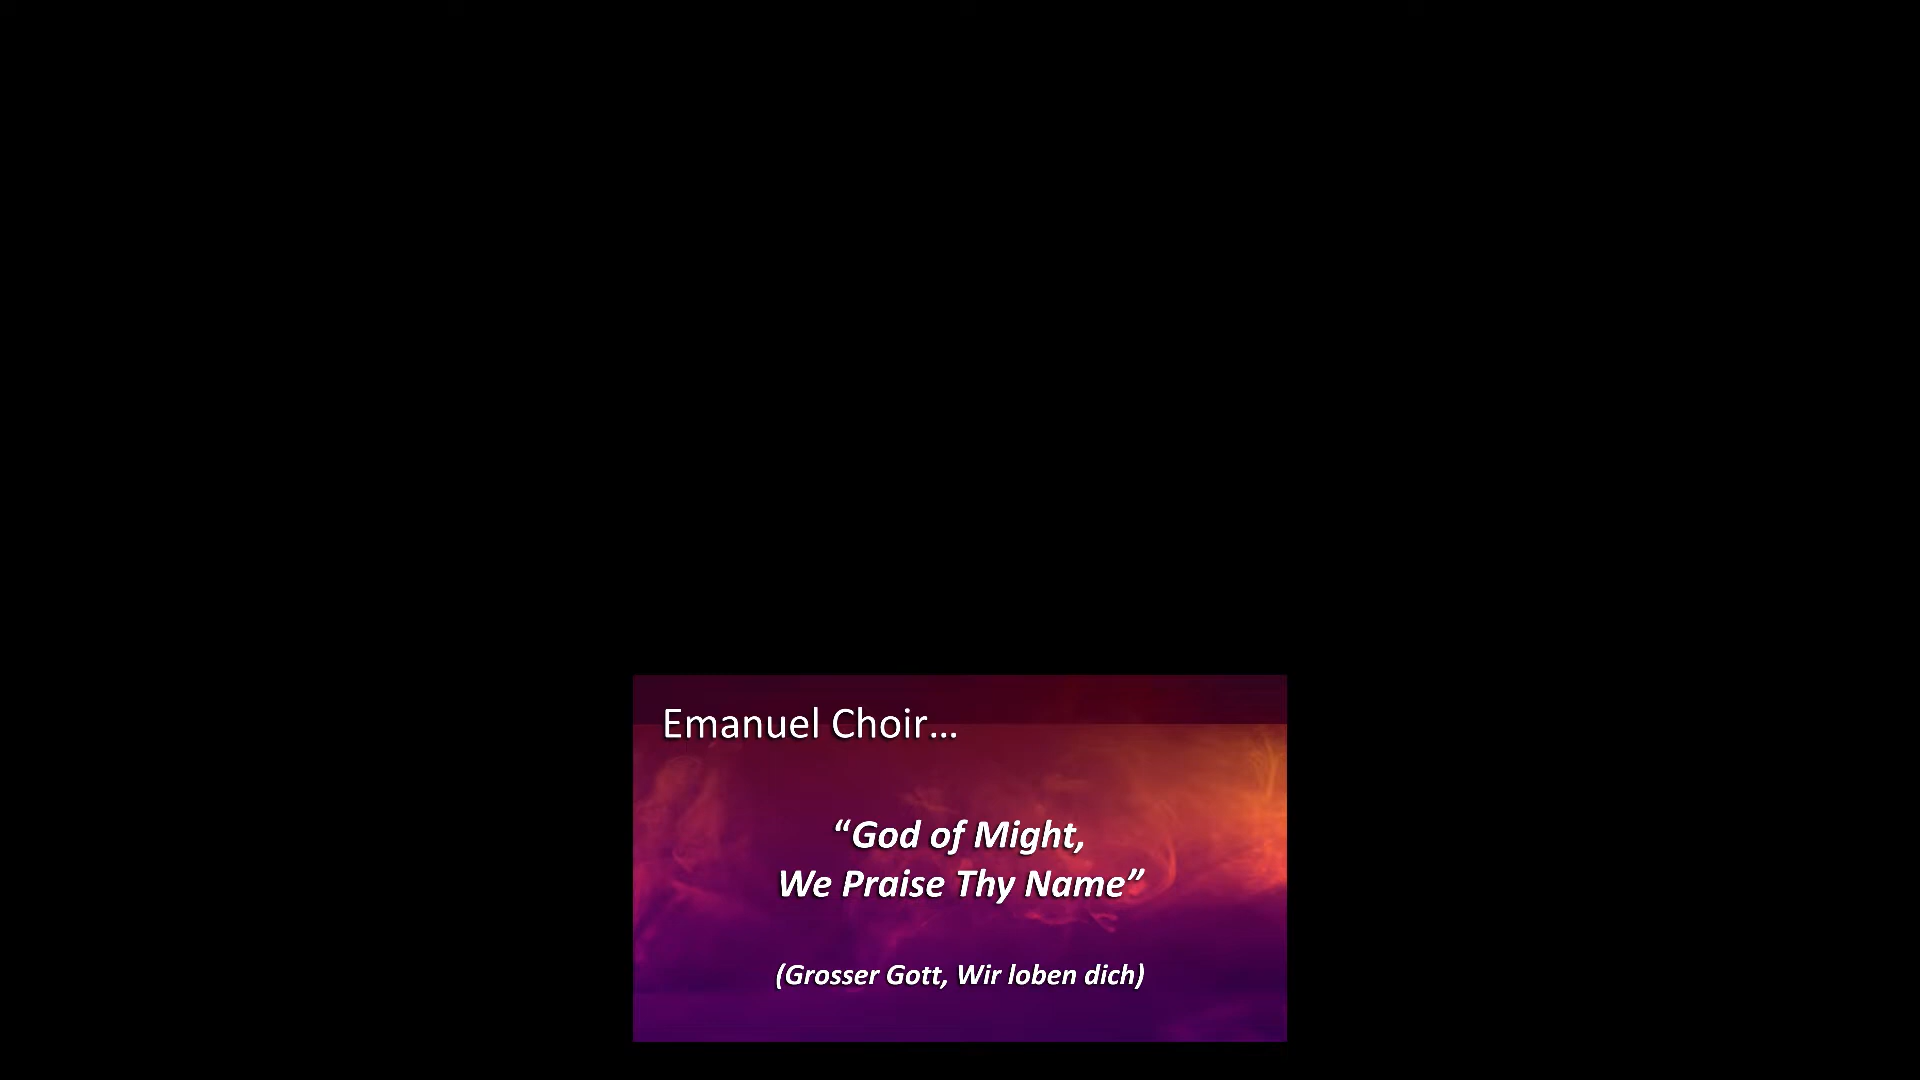 Emanuel Choir...
“God of Might,
We Praise Thy Name”
(Grosser Gott, Wir loben dich)